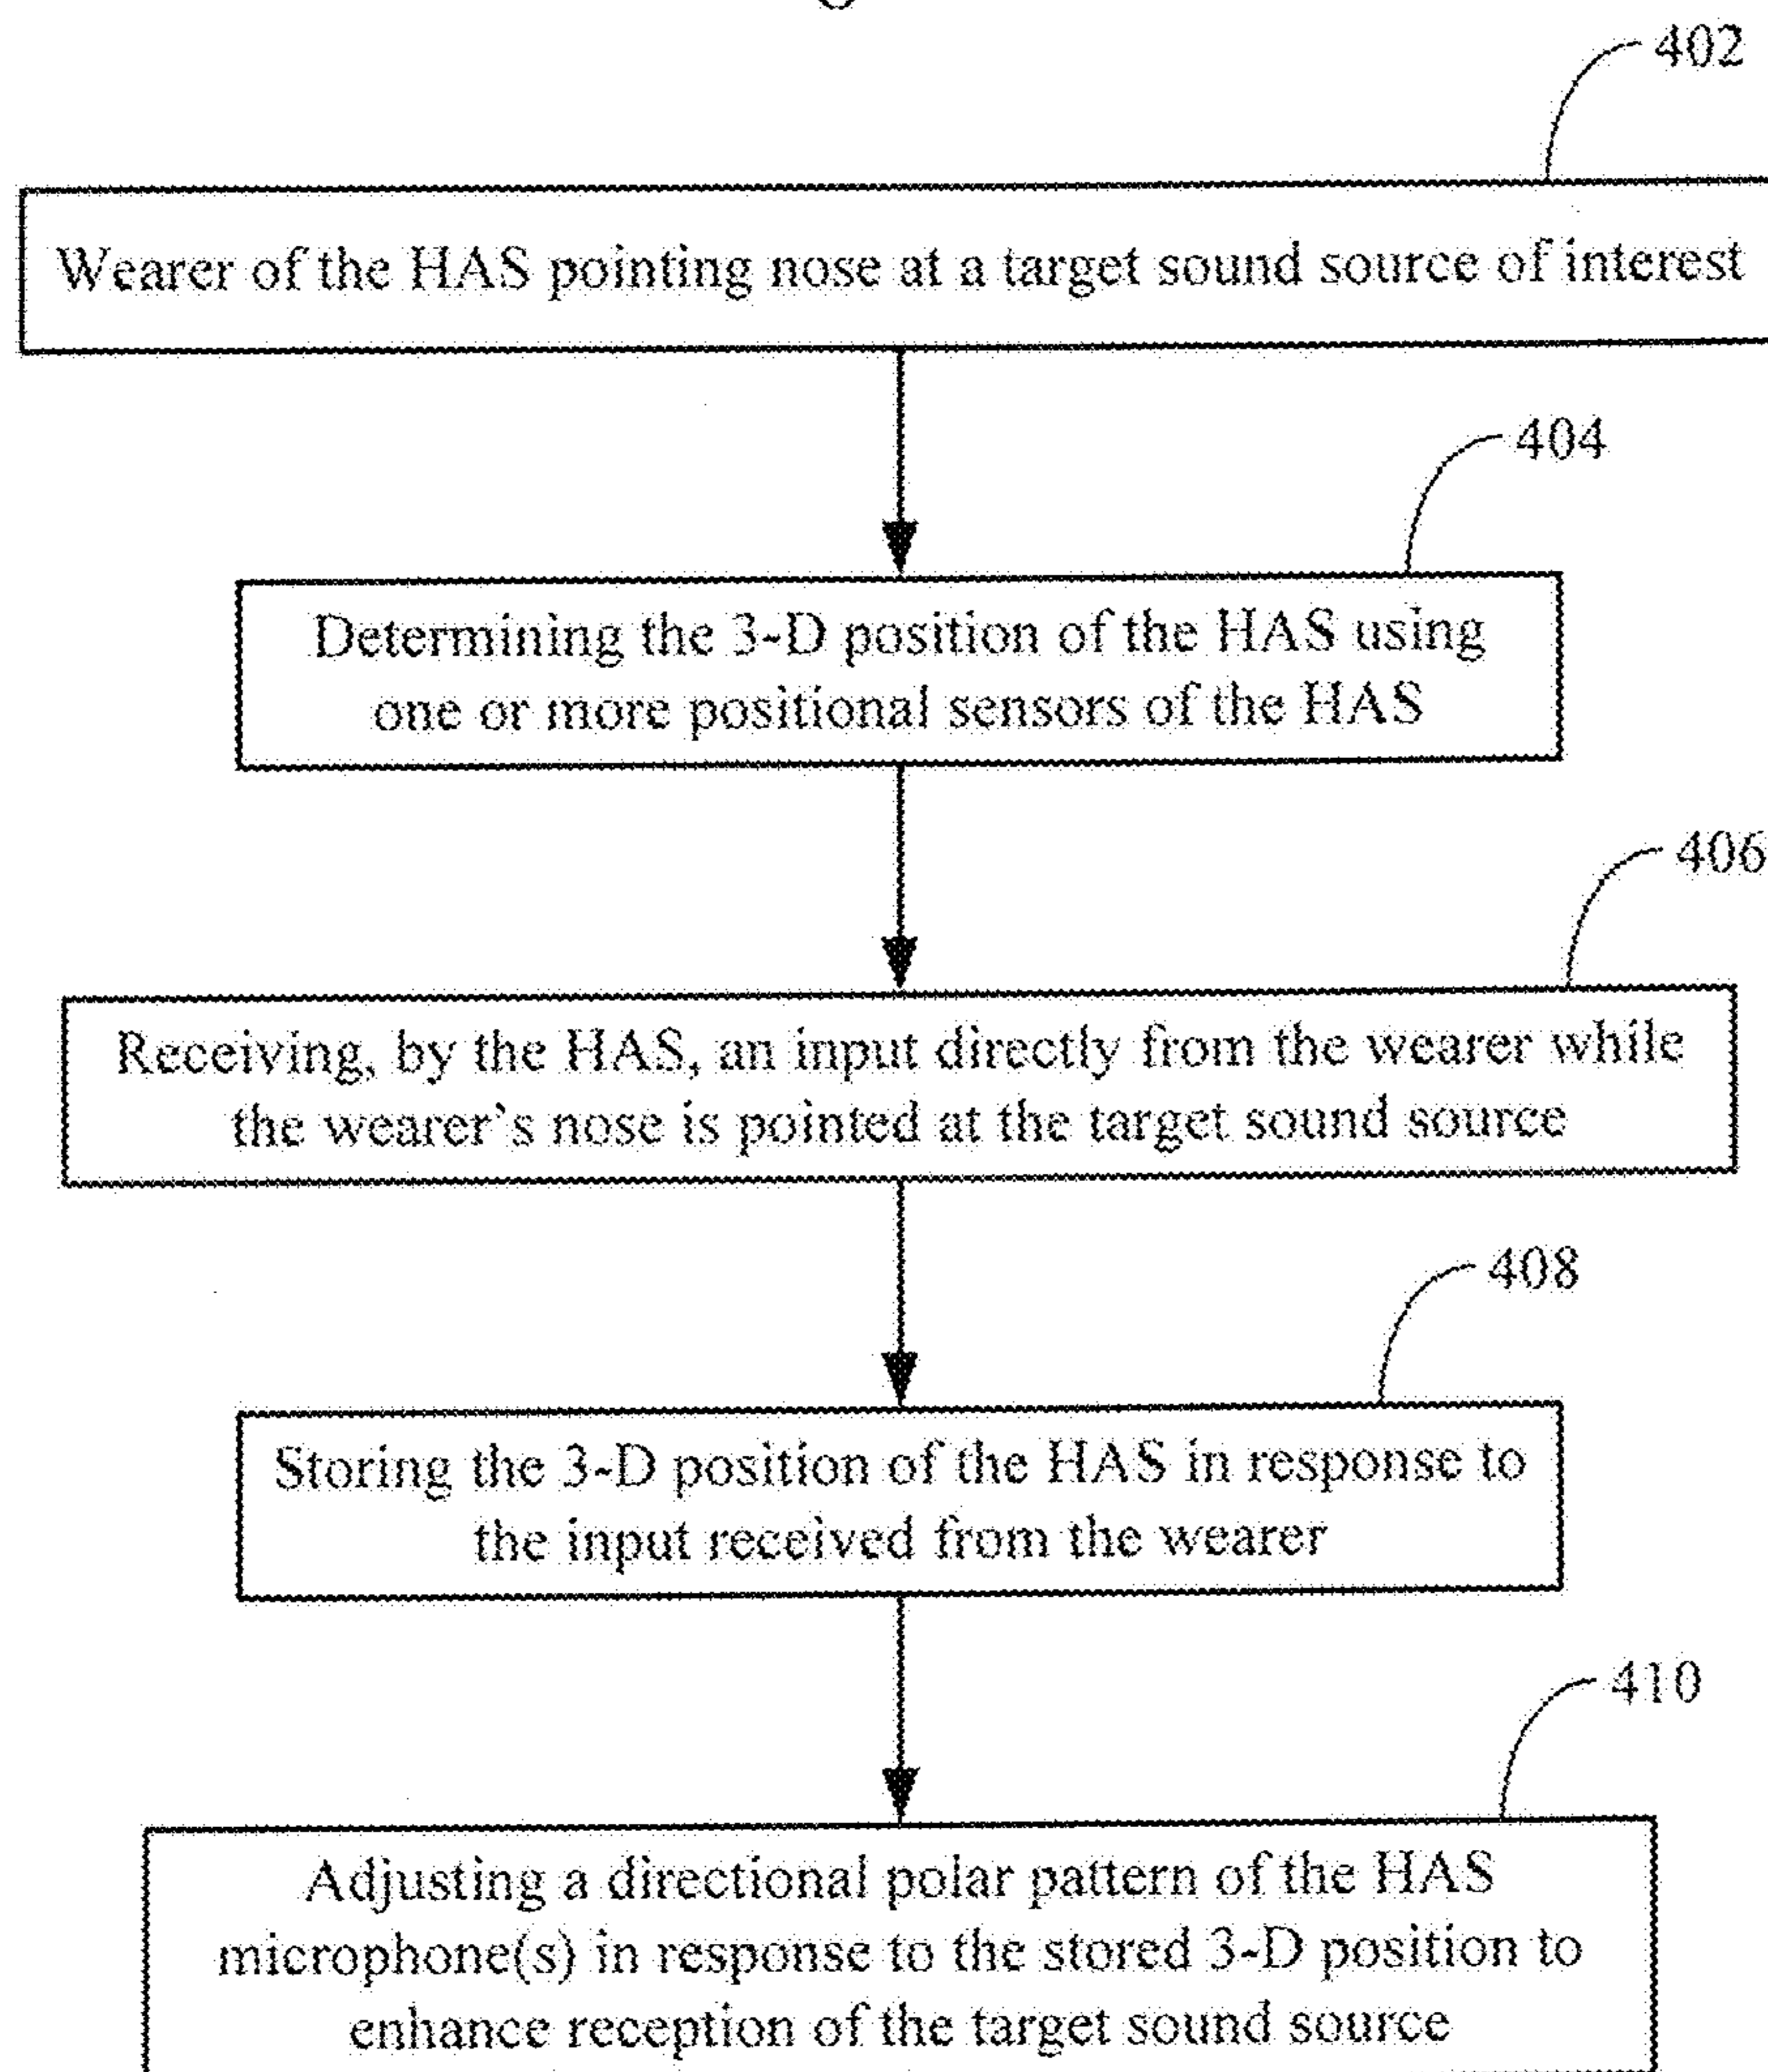 402
Wearer of the HAS pointing nose at a target sound source of interest
404
Determining the 3-D position of the HAS using
one or more positional sensors of the HAS
406
Receiving, by the HAS, an input directly from the wearer while
the wearer's nose is pointed at the target sound source
408
Storing the 3-D position of the HAS in response to
the input received from the wearer
410
Adjusting a directional polar pattern of the HAS
microphone(s) in response to the stored 3-D position to
enhance reception of the target sound source